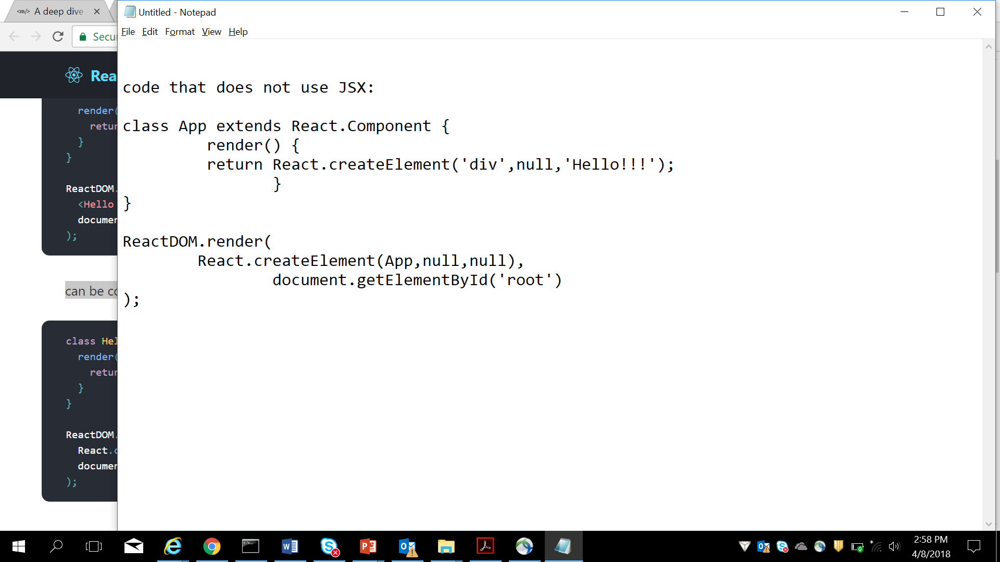 <m/> A deep dive
Untitled - Notepad
Secu
File Edit Format View Help
Rea
render(
retur
}
}
ReactDOM.
<Hello
documen
);
can be co
class Hel
render(
retur
}
}
ReactDOM.
React.c
documen
);
code that does not use JSX:
class App extends React.Component {
render() {
return React.createElement('div',null,'Hello!!!');
}
}
ReactDOM.render(
React.createElement(App,null,null),
document.getElementById('root')
);
2:58 PM
4/8/2018